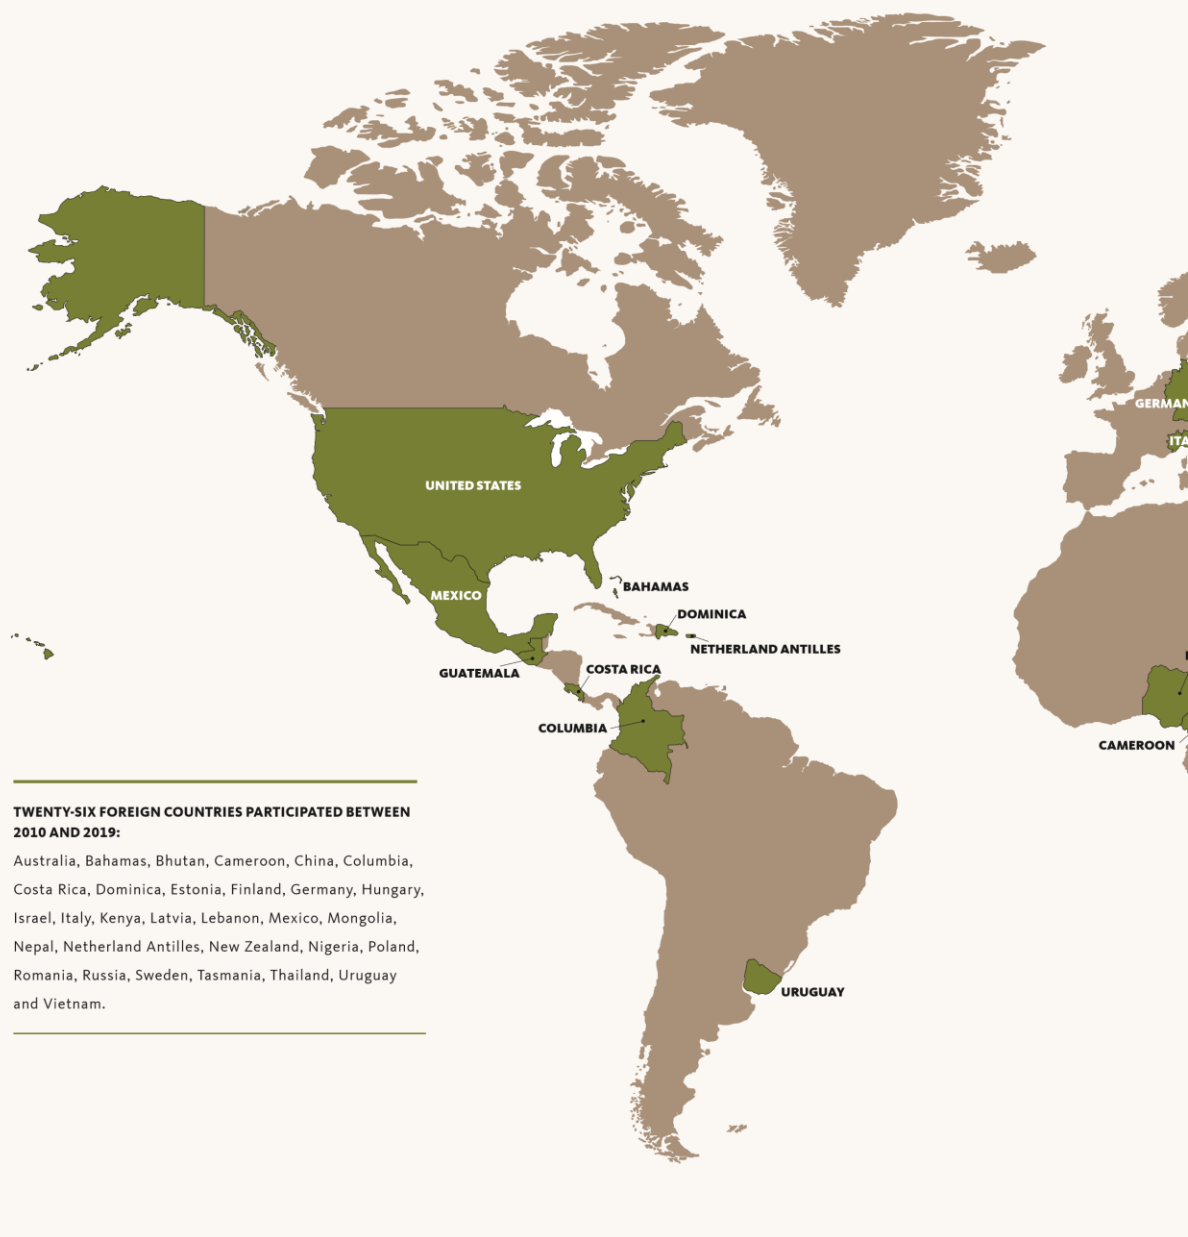 GERMAN
ITA
UNITED STATES
BAHAMAS
MEXICO
DOMINICA
NETHERLAND ANTILLES
GUATEMALA
COSTA RICA
COLUMBIA
CAMEROON
TWENTY-SIX FOREIGN COUNTRIES PARTICIPATED BETWEEN
2010 AND 2019:
Australia, Bahamas, Bhutan, Cameroon, China, Columbia,
Costa Rica, Dominica, Estonia, Finland, Germany, Hungary,
Israel, Italy, Kenya, Latvia, Lebanon, Mexico, Mongolia,
Nepal, Netherland Antilles, New Zealand, Nigeria, Poland,
Romania, Russia, Sweden, Tasmania, Thailand, Uruguay
and Vietnam.
URUGUAY